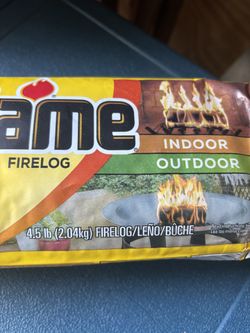 ame
INDOOR
FIRELOG
OUTDOOR
4.5 lb (2.04kg) FIRELOG/LEÑO/BÛCHE